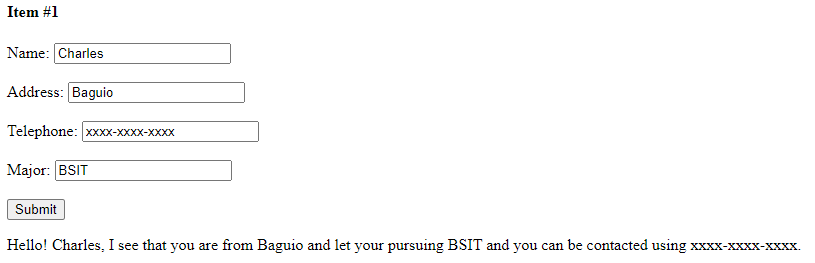 Item #1
Name: Charles
Address: Baguio
Telephone: xxxx-xxxx-xxxx
Major: BSIT
Submit
Hello! Charles, I see that you are from Baguio and let your pursuing BSIT and you can be contacted using xxxx-xxxx-xxxx.